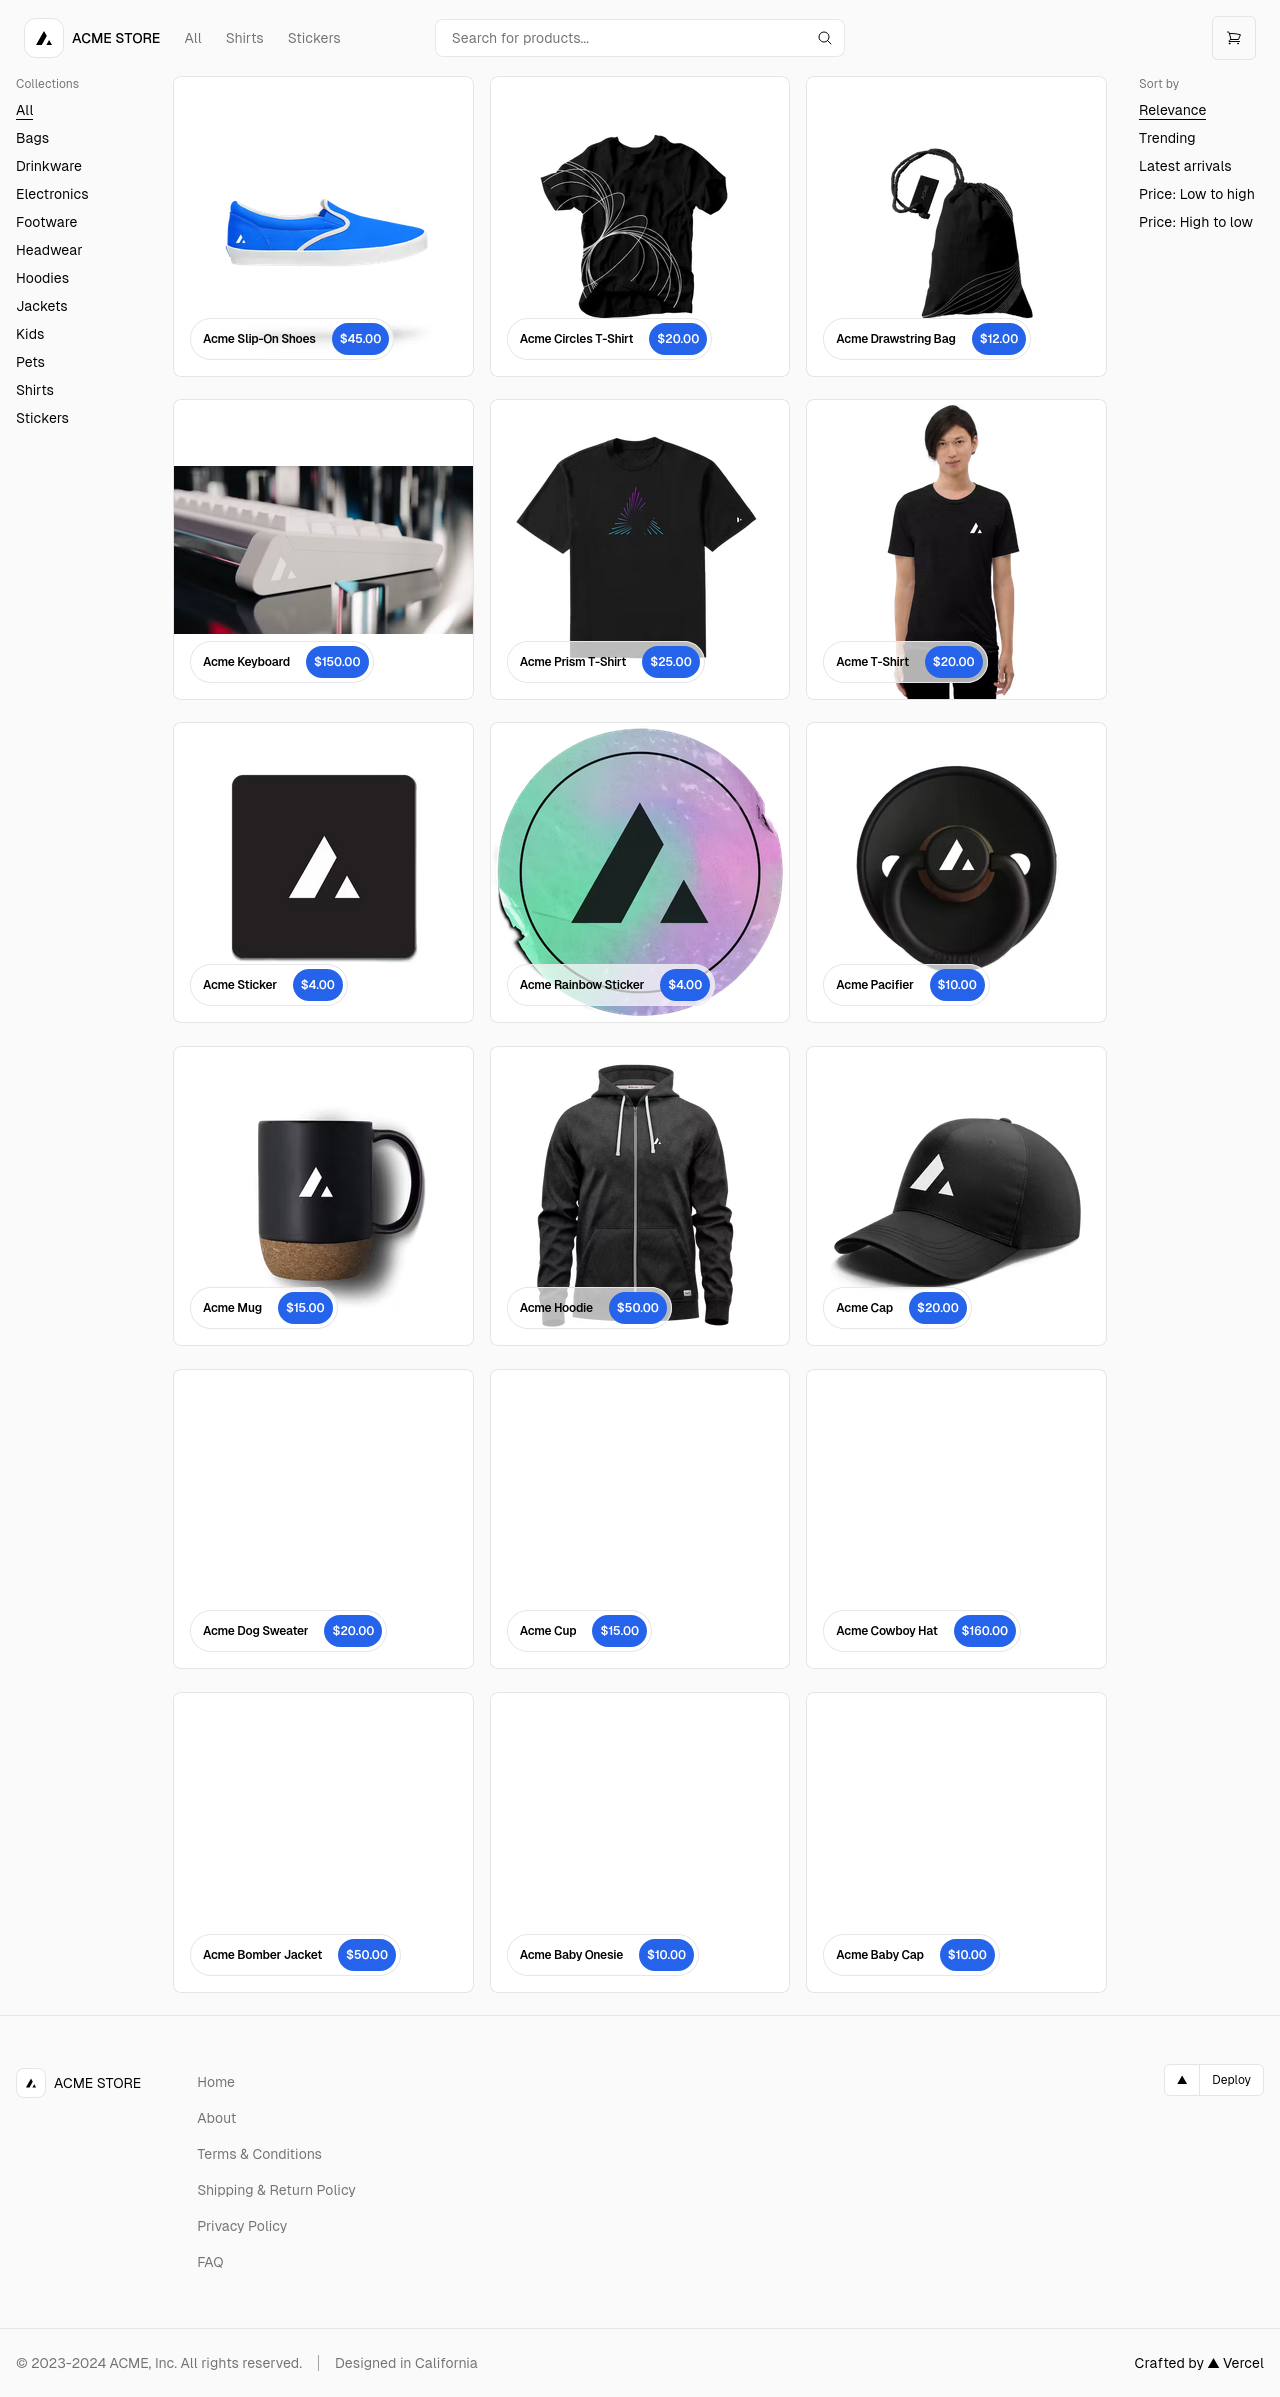 ACME STORE
All
Shirts
Stickers
Search for products...
Collections
All
Bags
Drinkware
Electronics
Footware
Headwear
Hoodies
Jackets
Kids
Pets
Shirts
Stickers
Acme Slip-On Shoes $45.00
Acme Circles T-Shirt $20.00
Acme Drawstring Bag $12.00
Acme Keyboard $150.00
Acme Prism T-Shirt $25.00
Acme T-Shirt $20.00
Acme Sticker $4.00
Acme Rainbow Sticker $4.00
Acme Pacifier $10.00
Acme Mug $15.00
Acme Hoodie $50.00
Acme Cap $20.00
Acme Dog Sweater $20.00
Acme Cup $15.00
Acme Cowboy Hat $160.00
Acme Bomber Jacket $50.00
Acme Baby Onesie $10.00
Acme Baby Cap $10.00
Sort by
Relevance
Trending
Latest arrivals
Price: Low to high
Price: High to low
ACME STORE
Home
About
Terms & Conditions
Shipping & Return Policy
Privacy Policy
FAQ
Deploy
© 2023-2024 ACME, Inc. All rights reserved.
Designed in California
Crafted by ▲ Vercel